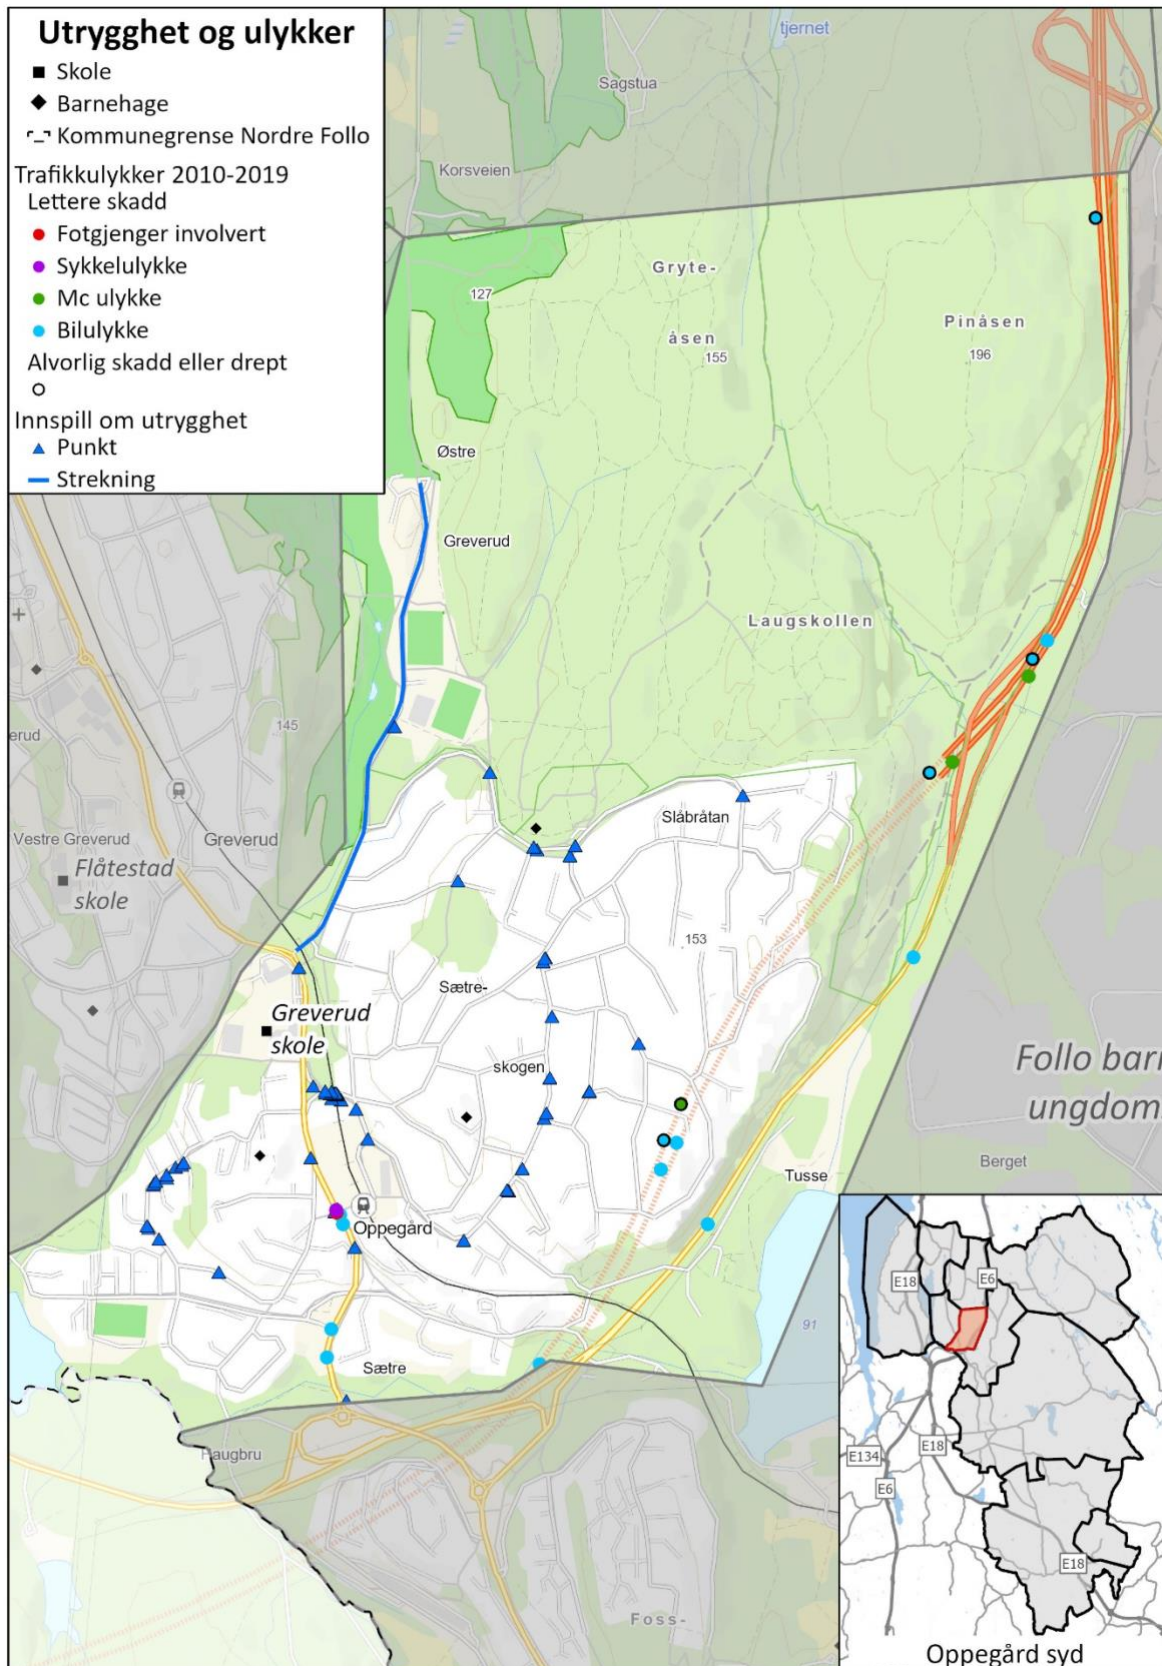 Utrygghet og ulykker
Skole
Barnehage
Kommunegrense Nordre Follo
Trafikkulykker 2010-2019
Lettere skadd
Fotgjenger involvert
Sykkelulykke
Mc ulykke
Bilulykke
Alvorlig skadd eller drept
Innspill om utrygghet
Punkt
Strekning
tjernet
Sagstua
Korsveien
127
Gryte-
åsen
155
Pinåsen
196
Østre
Greverud
Laugskollen
145
erud
Vestre Greverud
Greverud
Flåtestad
skole
Slåbråtan
153
Sætre-
skogen
Greverud
skole
Follo barn
ungdom
Berget
Tusse
Oppegård
91
Sætre
Haugbru
Foss-
E18
E6
E18
E134
E6
E18
Oppegård syd